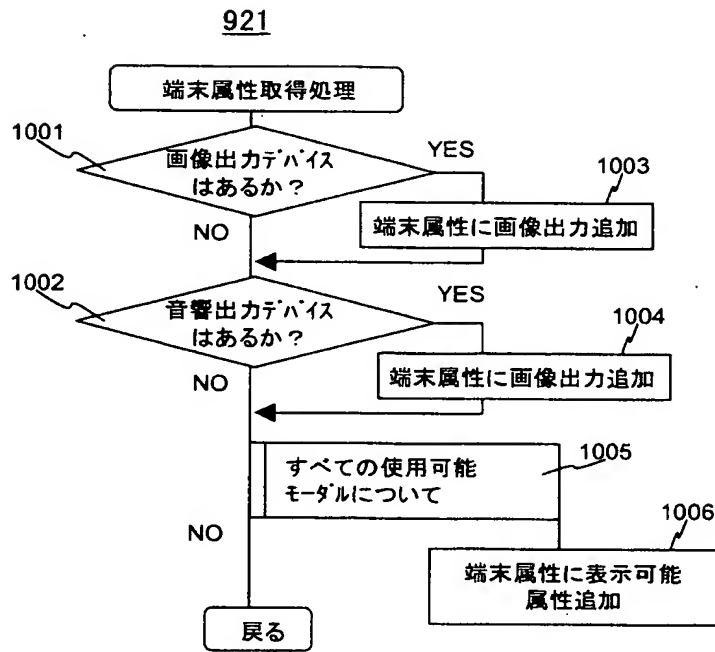 921
端末属性取得処理
1001
画像出力デバイス
はあるか？
YES
1003
端末属性に画像出力追加
NO
1002
音響出力デバイス
はあるか？
YES
1004
端末属性に画像出力追加
NO
すべての使用可能
モーダルについて
1005
NO
1006
端末属性に表示可能
属性追加
戻る